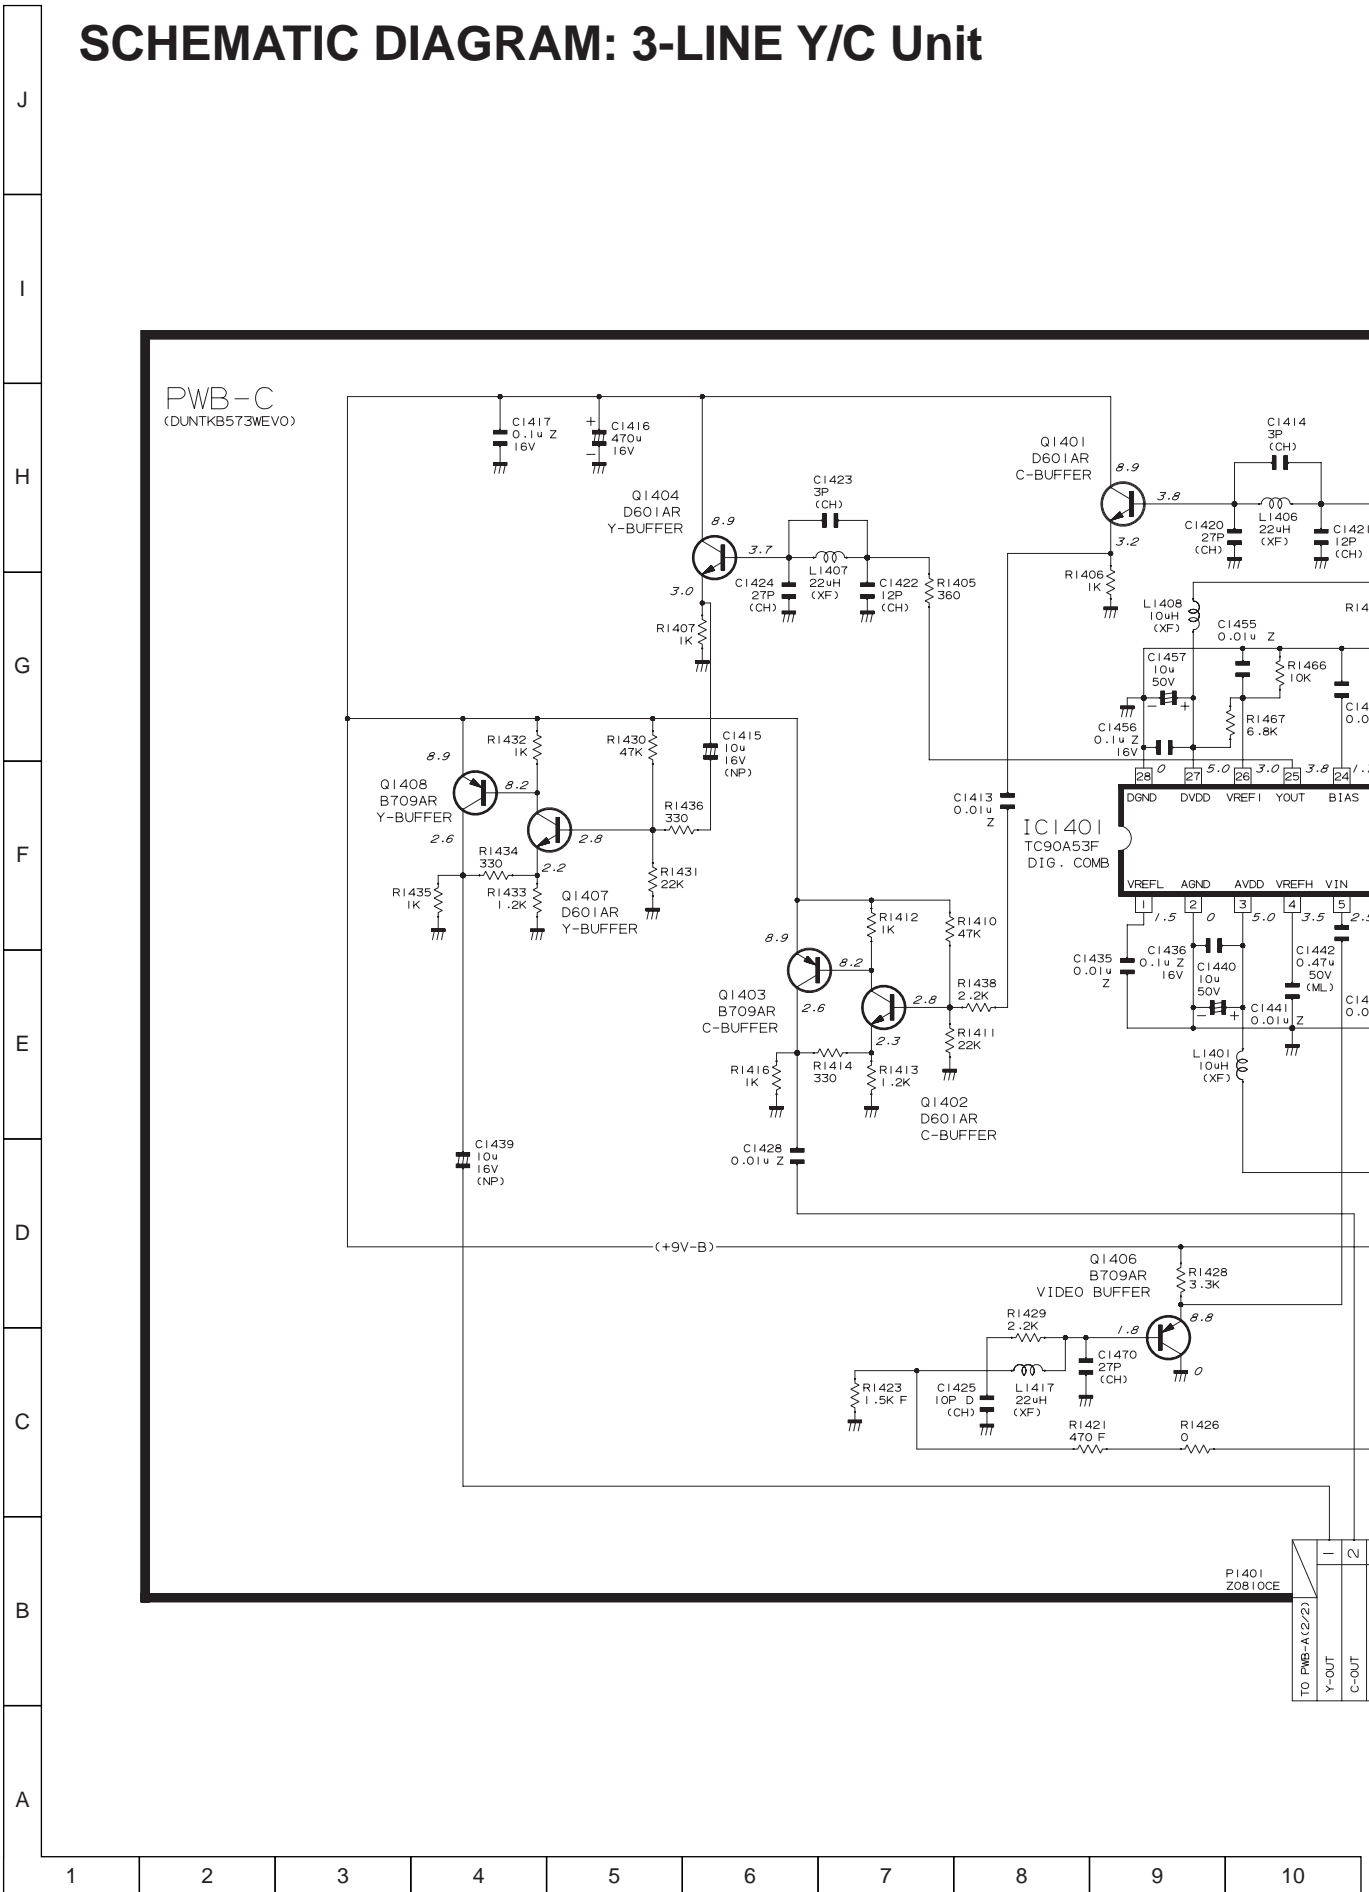 SCHEMATIC DIAGRAM: 3-LINE Y/C Unit
J
I
H
G
F
E
D
C
B
A
PWB-C
(DUNTKB573WEV0)
C1417
0.1u Z
16V
+
C1416
470u
16V
-
Q1404
D601AR
Y-BUFFER
8.9
3.7
3.0
C1423
3P
(CH)
L1407
22uH
(XF)
C1424
27P
(CH)
C1422
12P
(CH)
R1405
360
R1407
1K
Q1401
D601AR
C-BUFFER
8.9
3.8
3.2
R1406
1K
C1414
3P
(CH)
C1420
27P
(CH)
L1406
22uH
(XF)
C1421
12P
(CH)
L1408
10uH
(XF)
C1455
0.01u Z
R14
C1457
10u
50V
- +
R1466
10K
C1456
0.1u Z
16V
R1467
6.8K
C14
0.0
28 0 27 5.0 26 3.0 25 3.8 24 1.
DGND DVDD VREF1 YOUT BIAS
IC1401
TC90A53F
DIG. COMB
VREFL AGND AVDD VREFH VIN
1 1.5 2 0 3 5.0 4 3.5 5 2.
8.9
Q1408
B709AR
Y-BUFFER
8.2
2.6
R1432
1K
R1430
47K
C1415
10u
16V
(NP)
R1436
330
2.8
R1434
330
2.2
R1435
1K
R1433
1.2K
Q1407
D601AR
Y-BUFFER
R1431
22K
C1413
0.01u
Z
8.9
R1412
1K
R1410
47K
Q1403
B709AR
C-BUFFER
8.2
2.6
2.8
R1438
2.2K
2.3
R1411
22K
R1416
1K
R1414
330
R1413
1.2K
Q1402
D601AR
C-BUFFER
C1435
0.01u
Z
C1436
0.1u Z
16V
C1440
10u
50V
- +
C1442
0.47u
50V
(ML)
C1441
0.01u Z
C14
0.0
L1401
10uH
(XF)
C1439
10u
16V
(NP)
C1428
0.01u Z
(+9V-B)
Q1406
B709AR
VIDEO BUFFER
R1428
3.3K
8.8
1.8
0
R1429
2.2K
C1470
27P
(CH)
R1423
1.5K F
C1425
10P D
(CH)
L1417
22uH
(XF)
R1421
470 F
R1426
0
P1401
Z0810CE
TO PWB-A(2/2)
1
Y-OUT
2
C-OUT
1 2 3 4 5 6 7 8 9 10